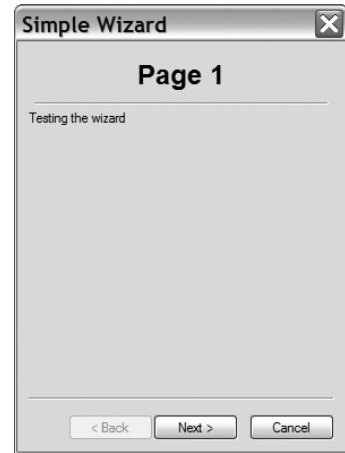 Simple Wizard
Page 1
Testing the wizard
< Back Next > Cancel